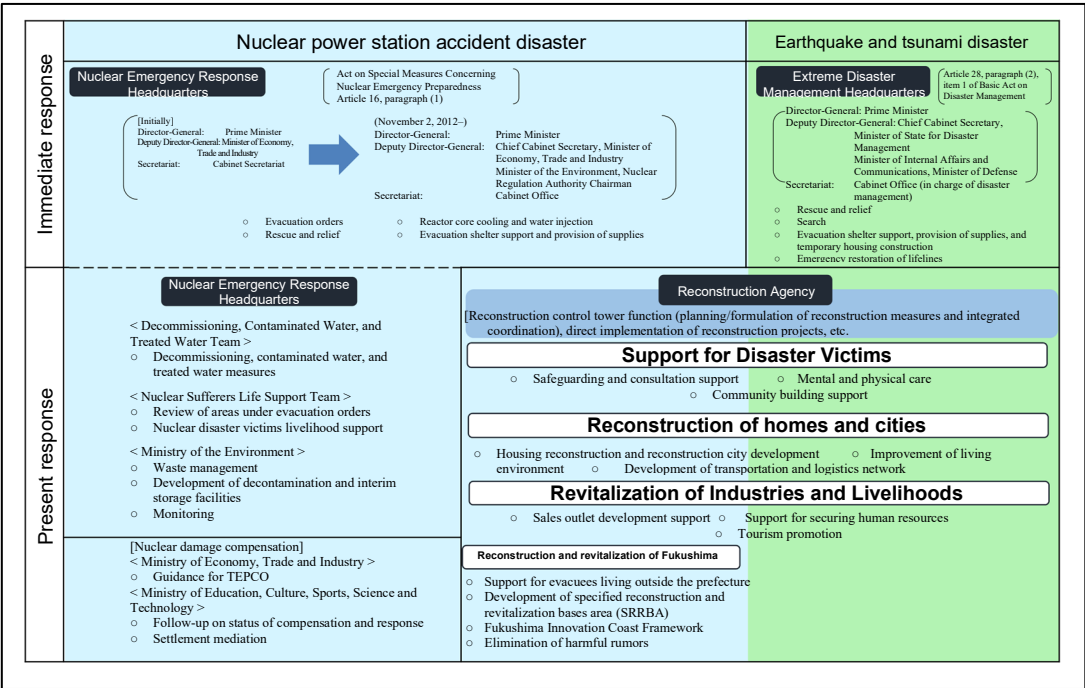 Nuclear power station accident disaster
Earthquake and tsunami disaster
Immediate response
Nuclear Emergency Response
Headquarters
Act on Special Measures Concerning
Nuclear Emergency Preparedness
Article 16, paragraph (1)
[Initially]
Director-General: Prime Minister
Deputy Director-General: Minister of Economy,
Trade and Industry
Secretariat: Cabinet Secretariat
(November 2, 2012–)
Director-General: Prime Minister
Deputy Director-General: Chief Cabinet Secretary, Minister of
Economy, Trade and Industry
Minister of the Environment, Nuclear
Regulation Authority Chairman
Secretariat: Cabinet Office
○ Evacuation orders
○ Rescue and relief
○ Reactor core cooling and water injection
○ Evacuation shelter support and provision of supplies
Extreme Disaster
Management Headquarters
Article 28, paragraph (2),
item 1 of Basic Act on
Disaster Management
Director-General: Prime Minister
Deputy Director-General: Chief Cabinet Secretary,
Minister of State for Disaster
Management
Minister of Internal Affairs and
Communications, Minister of Defense
Secretariat: Cabinet Office (in charge of disaster
management)
○ Rescue and relief
○ Search
○ Evacuation shelter support, provision of supplies, and
temporary housing construction
○ Emergency restoration of lifelines
Present response
Nuclear Emergency Response
Headquarters
< Decommissioning, Contaminated Water, and
Treated Water Team >
○ Decommissioning, contaminated water, and
treated water measures
< Nuclear Sufferers Life Support Team >
○ Review of areas under evacuation orders
○ Nuclear disaster victims livelihood support
< Ministry of the Environment >
○ Waste management
○ Development of decontamination and interim
storage facilities
○ Monitoring
[Nuclear damage compensation]
< Ministry of Economy, Trade and Industry >
○ Guidance for TEPCO
< Ministry of Education, Culture, Sports, Science and
Technology >
○ Follow-up on status of compensation and response
○ Settlement mediation
Reconstruction Agency
[Reconstruction control tower function (planning/formulation of reconstruction measures and integrated
coordination), direct implementation of reconstruction projects, etc.
Support for Disaster Victims
○ Safeguarding and consultation support ○ Mental and physical care
○ Community building support
Reconstruction of homes and cities
○ Housing reconstruction and reconstruction city development ○ Improvement of living
environment ○ Development of transportation and logistics network
Revitalization of Industries and Livelihoods
○ Sales outlet development support ○ Support for securing human resources
○ Tourism promotion
Reconstruction and revitalization of Fukushima
○ Support for evacuees living outside the prefecture
○ Development of specified reconstruction and
revitalization bases area (SRRBA)
○ Fukushima Innovation Coast Framework
○ Elimination of harmful rumors